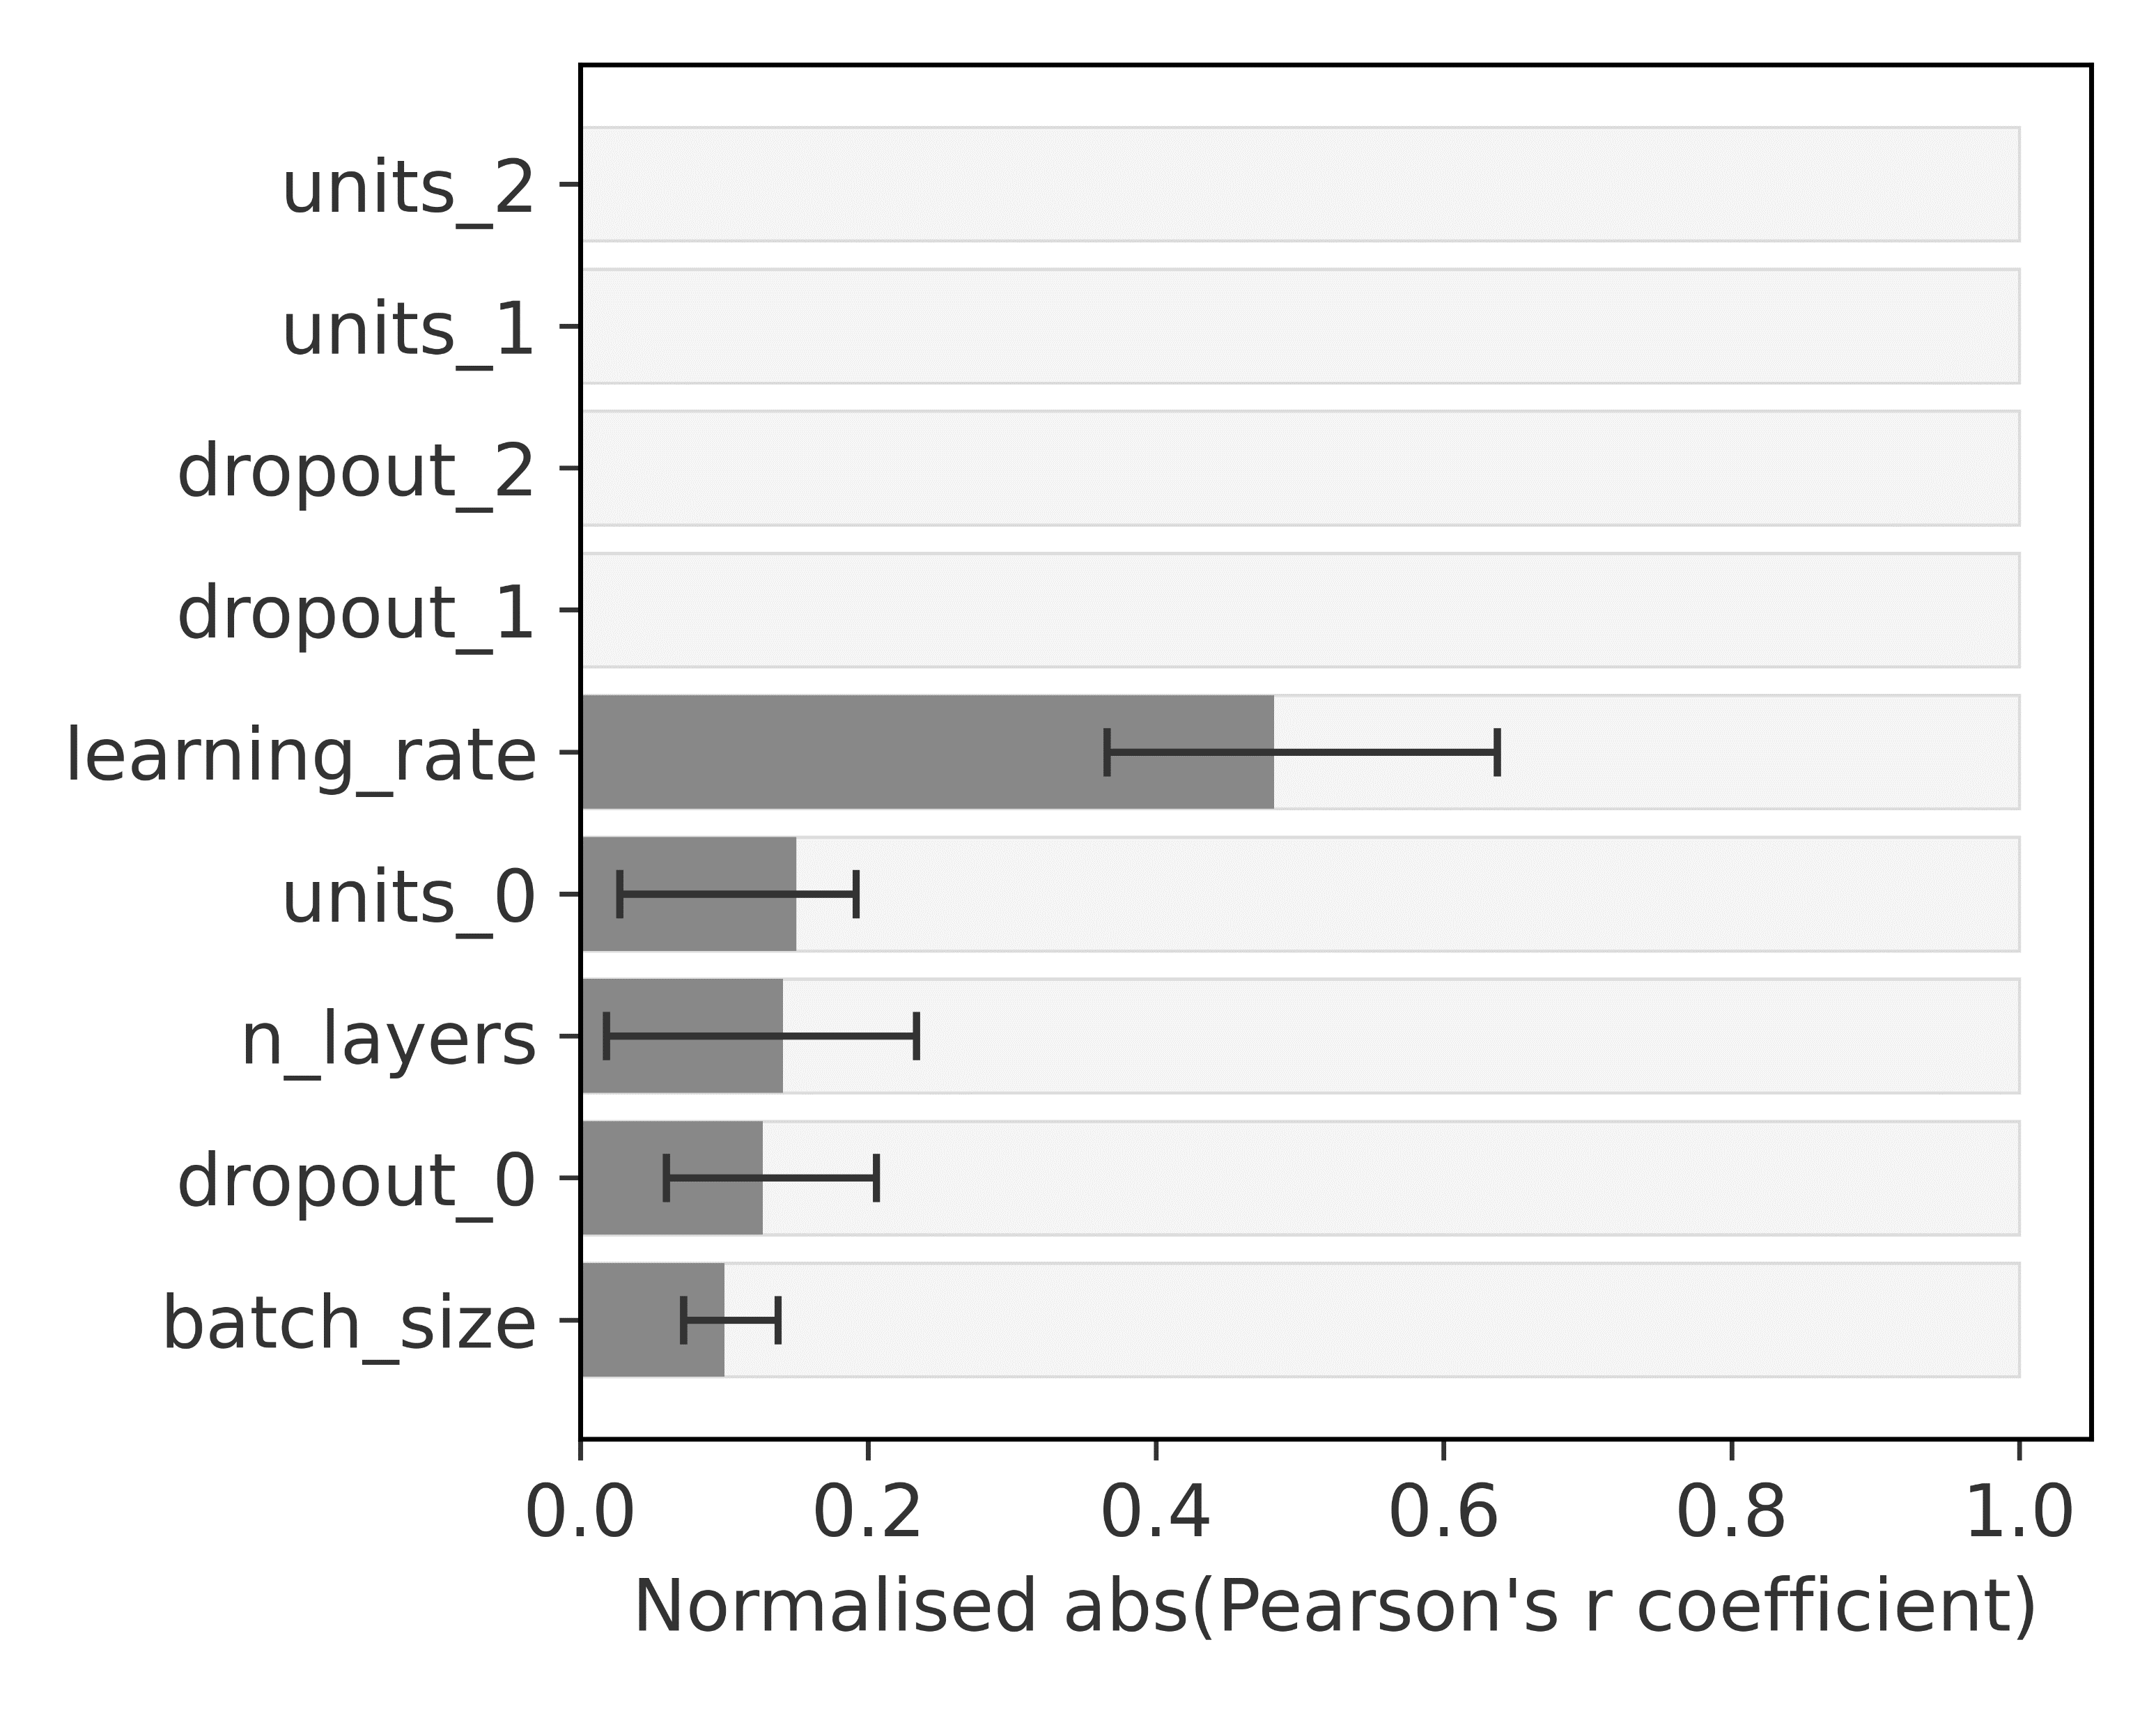 units_2
units_1
dropout_2
dropout_1
learning_rate
units_0
n_layers
dropout_0
batch_size
0.0 0.2 0.4 0.6 0.8 1.0
Normalised abs(Pearson's r coefficient)